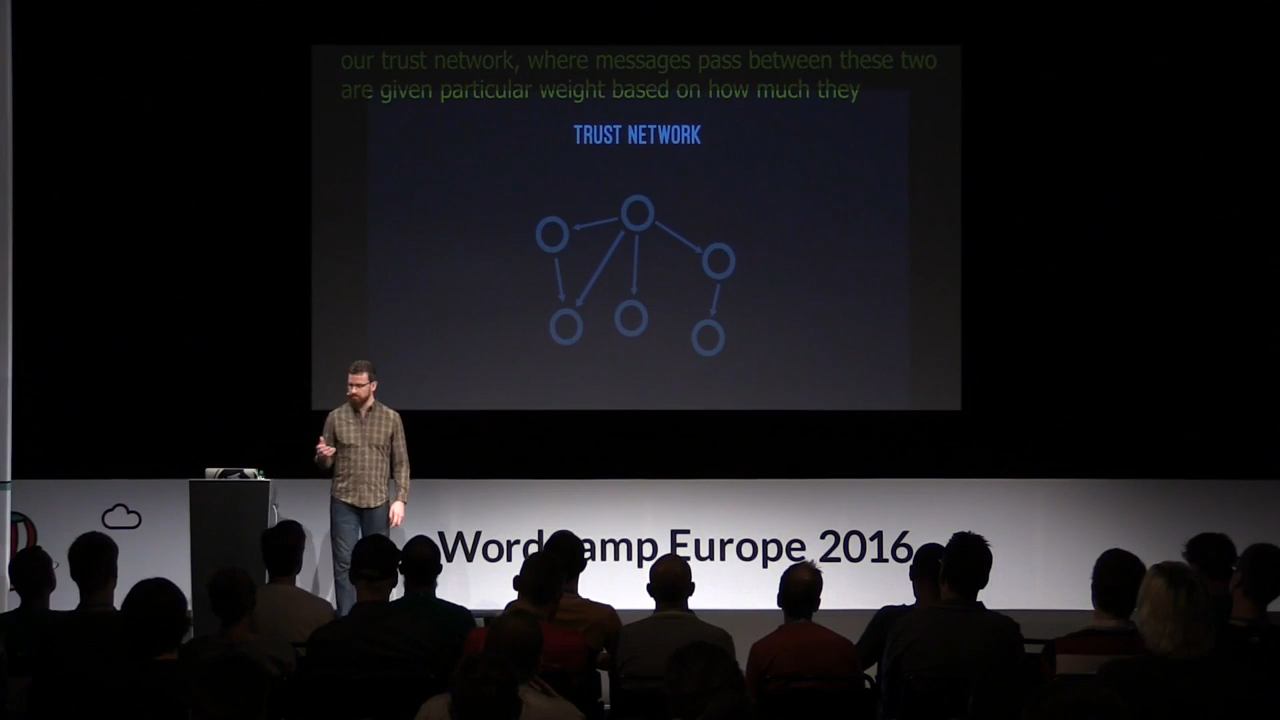 our trust network, where messages pass between these two
are given particular weight based on how much they
TRUST NETWORK
WordCamp Europe 2016